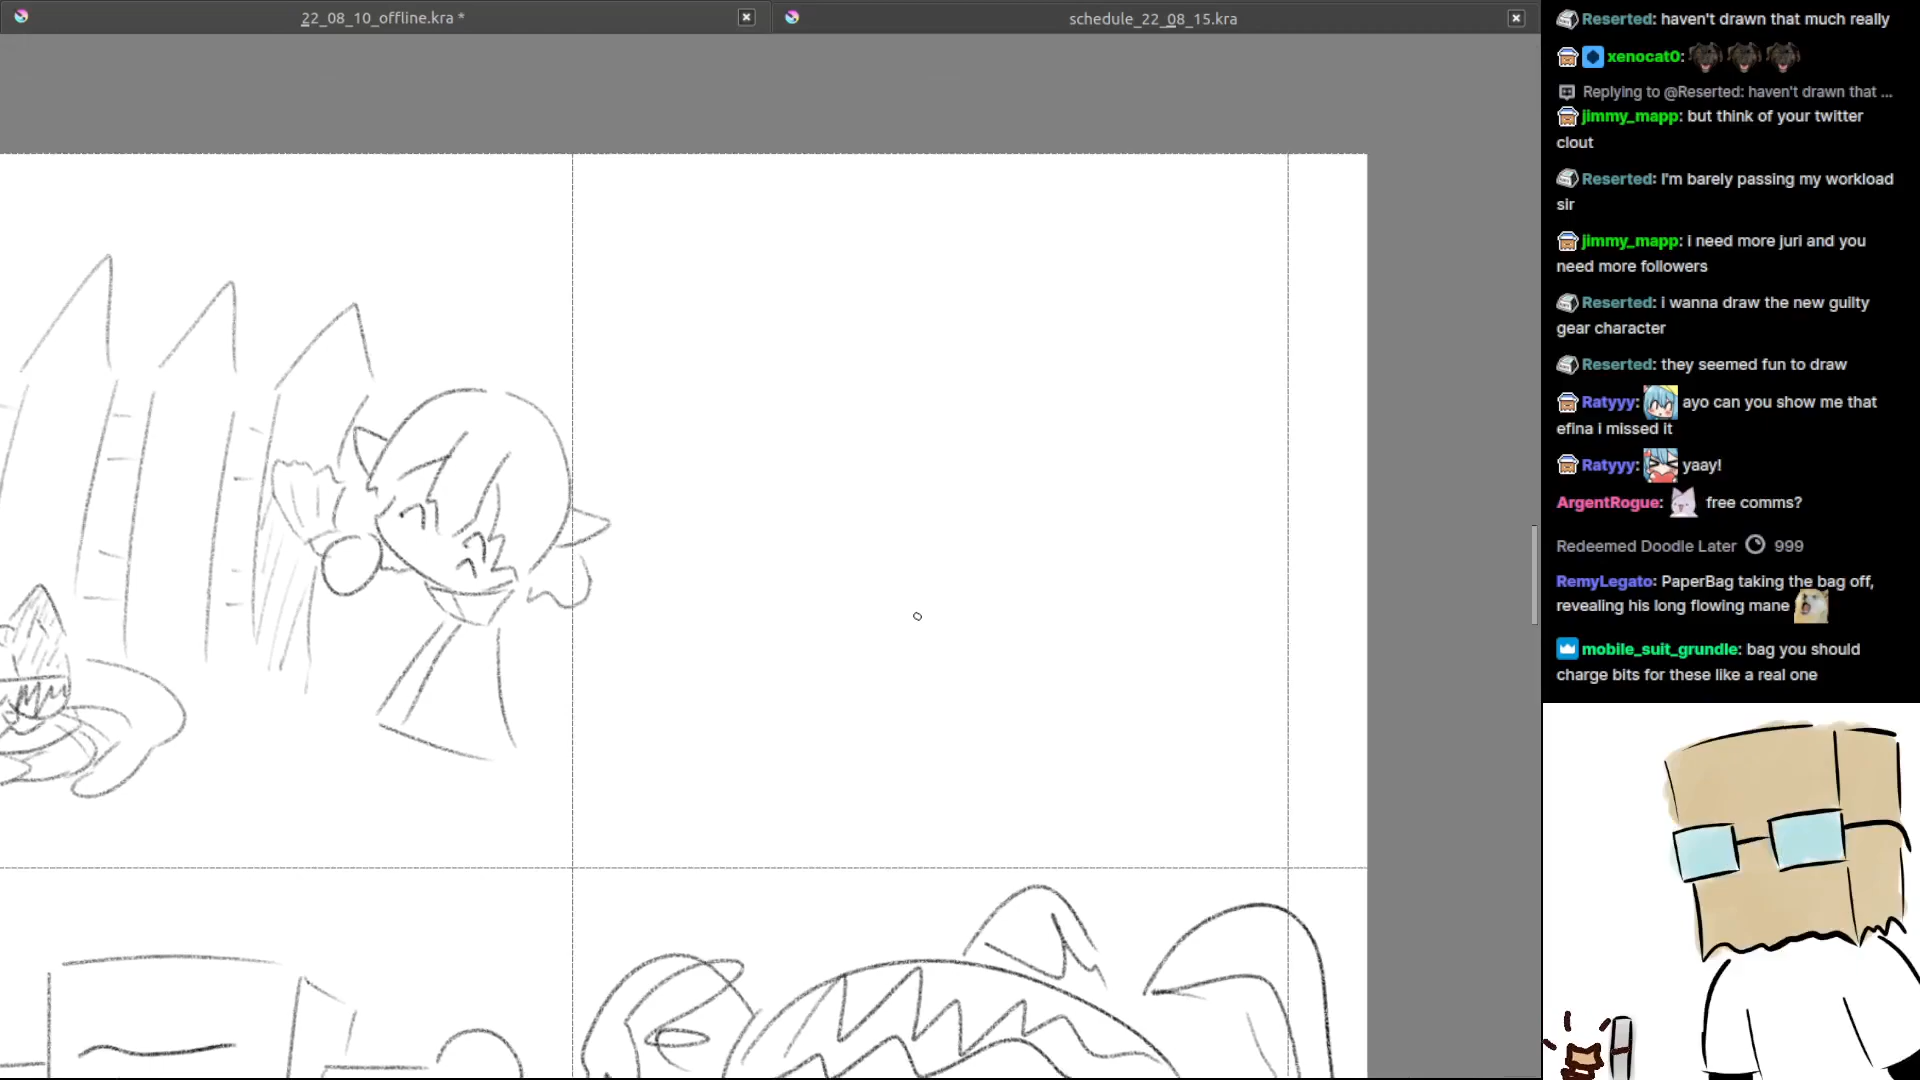 22_08_10_offline.kra *
schedule_22_08_15.kra
Reserted: haven't drawn that much really
xenocat0:
Replying to @Reserted: haven't drawn that ...
jimmy_mapp: but think of your twitter
clout
Reserted: I'm barely passing my workload
sir
jimmy_mapp: i need more juri and you
need more followers
Reserted: i wanna draw the new guilty
gear character
Reserted: they seemed fun to draw
Ratyyy: ayo can you show me that
efina i missed it
Ratyyy: yaay!
ArgentRogue: free comms?
Redeemed Doodle Later 999
RemyLegato: PaperBag taking the bag off,
revealing his long flowing mane
mobile_suit_grundle: bag you should
charge bits for these like a real one